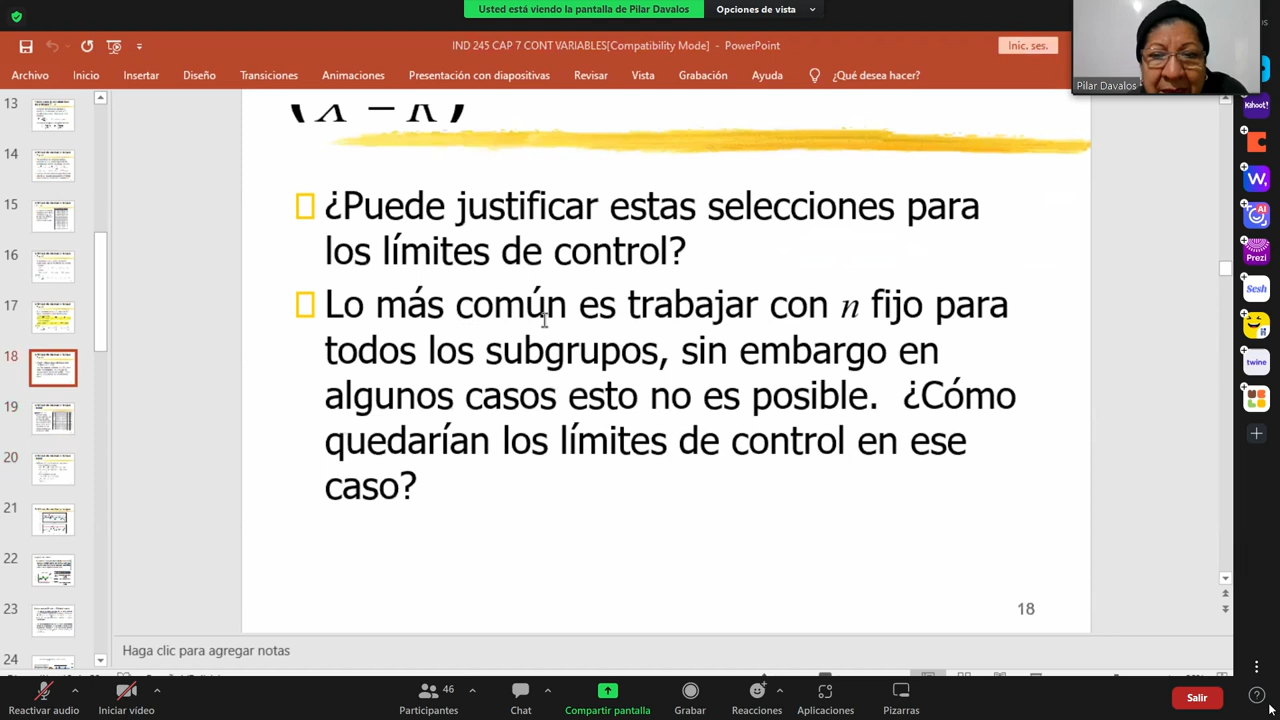 Usted está viendo la pantalla de Pilar Davalos
Opciones de vista
IND 245 CAP 7 CONT VARIABLES[Compatibility Mode] - PowerPoint
Inic. ses.
Archivo Inicio Insertar Diseño Transiciones Animaciones Presentación con diapositivas Revisar Vista Grabación Ayuda ¿Qué desea hacer?
Pilar Davalos
13
14
15
16
17
18
19
20
21
22
23
24
¿Puede justificar estas selecciones para
los límites de control?
Lo más común es trabajar con n fijo para
todos los subgrupos, sin embargo en
algunos casos esto no es posible. ¿Cómo
quedarían los límites de control en ese
caso?
18
Haga clic para agregar notas
Kahoot!
W,
AI
Prezi
Sesh
twine
46
Reactivar audio
Iniciar video
Participantes
Chat
Compartir pantalla
Grabar
Reacciones
Aplicaciones
Pizarras
Salir